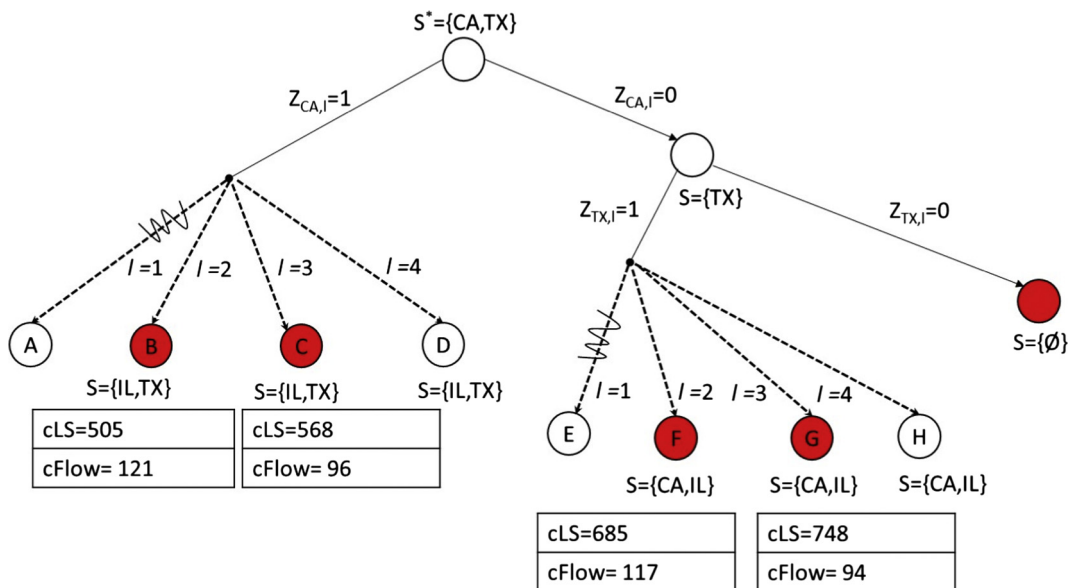 S*={CA,TX}
Z_CA,I=1
Z_CA,I=0
S={TX}
Z_TX,I=1
Z_TX,I=0
l =1
l =2
l =3
l =4
A
B
C
D
S={Ø}
S={IL,TX}
S={IL,TX}
S={IL,TX}
l =1
l =2
l =3
l =4
cLS=505
cFlow= 121
cLS=568
cFlow= 96
E
F
G
H
S={CA,IL}
S={CA,IL}
S={CA,IL}
cLS=685
cFlow= 117
cLS=748
cFlow= 94